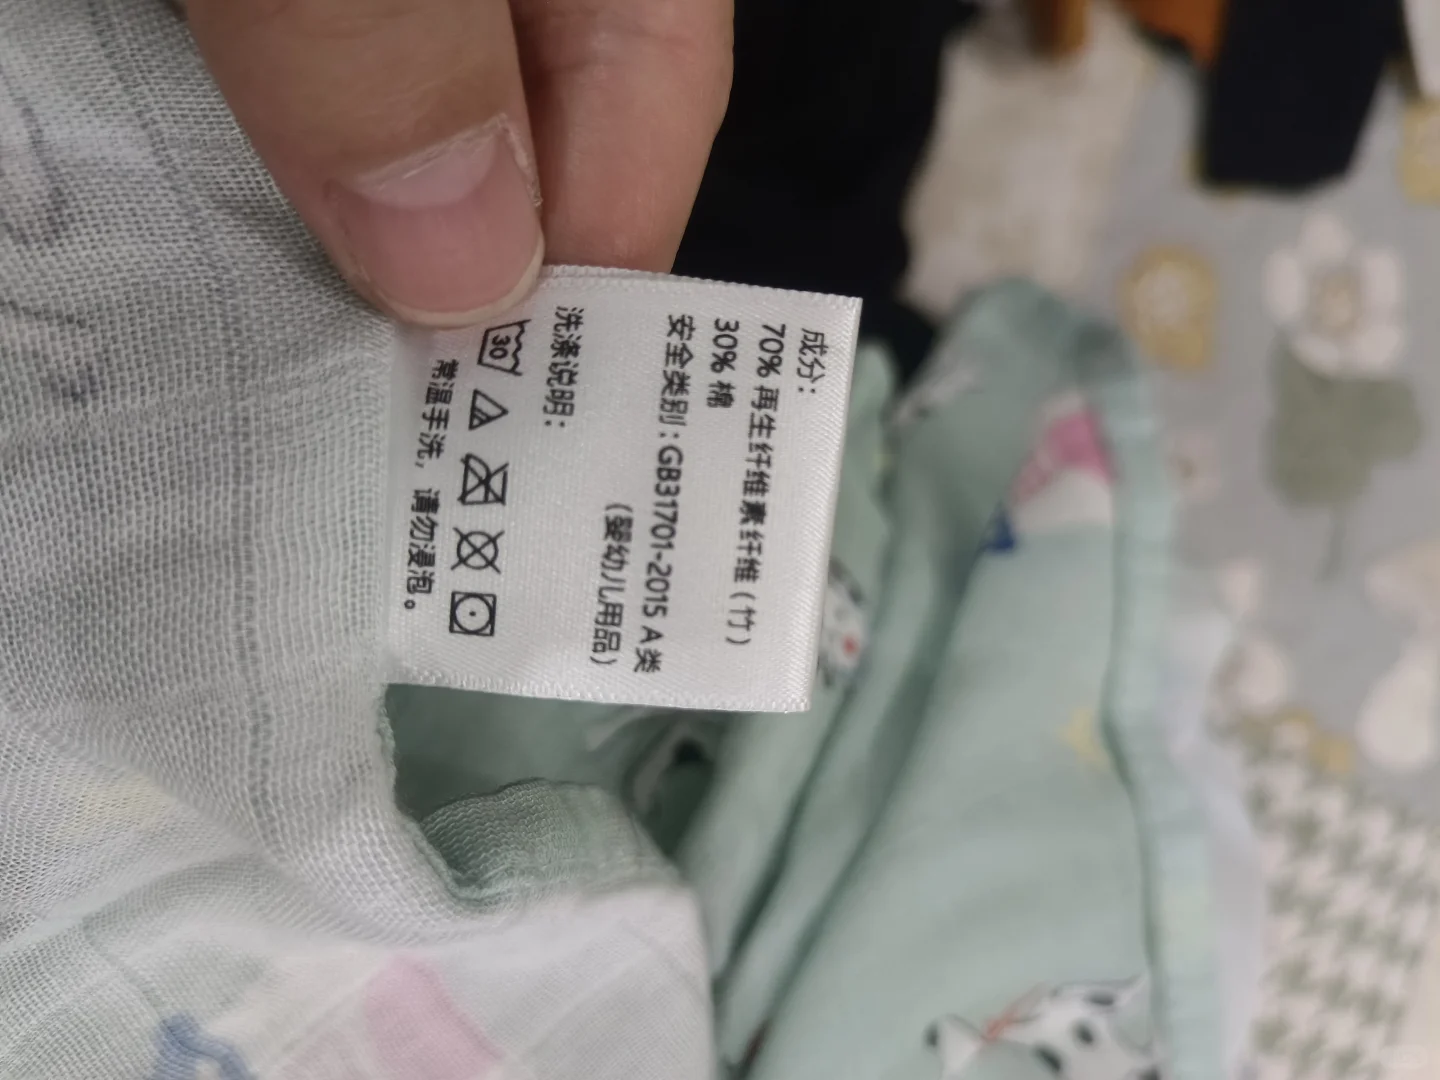 成分：
70% 再生纤维素纤维（竹）
30% 棉
安全类别：GB31701-2015 A 类
（婴幼儿用品）
洗涤说明：
30
常温手洗，请勿浸泡。